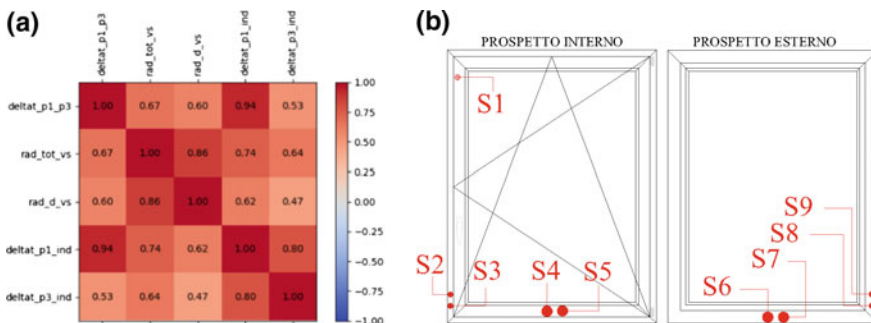 (a)
deltat_p1_p3
rad_tot_vs
rad_d_vs
deltat_p1_ind
deltat_p3_ind
deltat_p1_p3 1.00 0.67 0.60 0.94 0.53
rad_tot_vs 0.67 1.00 0.86 0.74 0.64
rad_d_vs 0.60 0.86 1.00 0.62 0.47
deltat_p1_ind 0.94 0.74 0.62 1.00 0.80
deltat_p3_ind 0.53 0.64 0.47 0.80 1.00
1.00
0.75
0.50
0.25
0.00
−0.25
−0.50
−0.75
−1.00
(b)
PROSPETTO INTERNO
S1
S2
S3
S4
S5
PROSPETTO ESTERNO
S9
S8
S7
S6